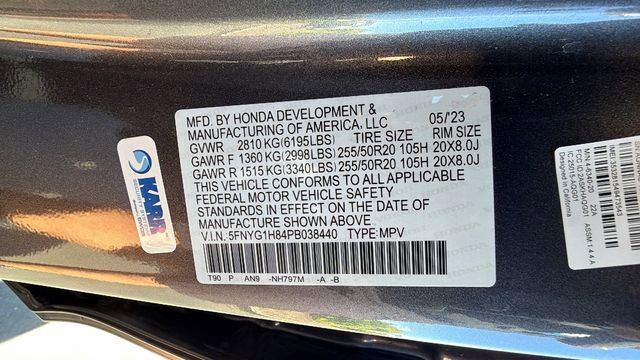 MFD. BY HONDA DEVELOPMENT &
MANUFACTURING OF AMERICA, LLC 05/'23
GVWR 2810 KG(6195LBS) TIRE SIZE RIM SIZE
GAWR F 1360 KG(2998LBS) 255/50R20 105H 20X8.0J
GAWR R 1515 KG(3340LBS) 255/50R20 105H 20X8.0J
THIS VEHICLE CONFORMS TO ALL APPLICABLE
FEDERAL MOTOR VEHICLE SAFETY
STANDARDS IN EFFECT ON THE DATE OF
MANUFACTURE SHOWN ABOVE.
V.I.N. 5FNYG1H84PB038440 TYPE: MPV
T90 P AN9 -NH797M -A -B
S
KARR
Designed in California